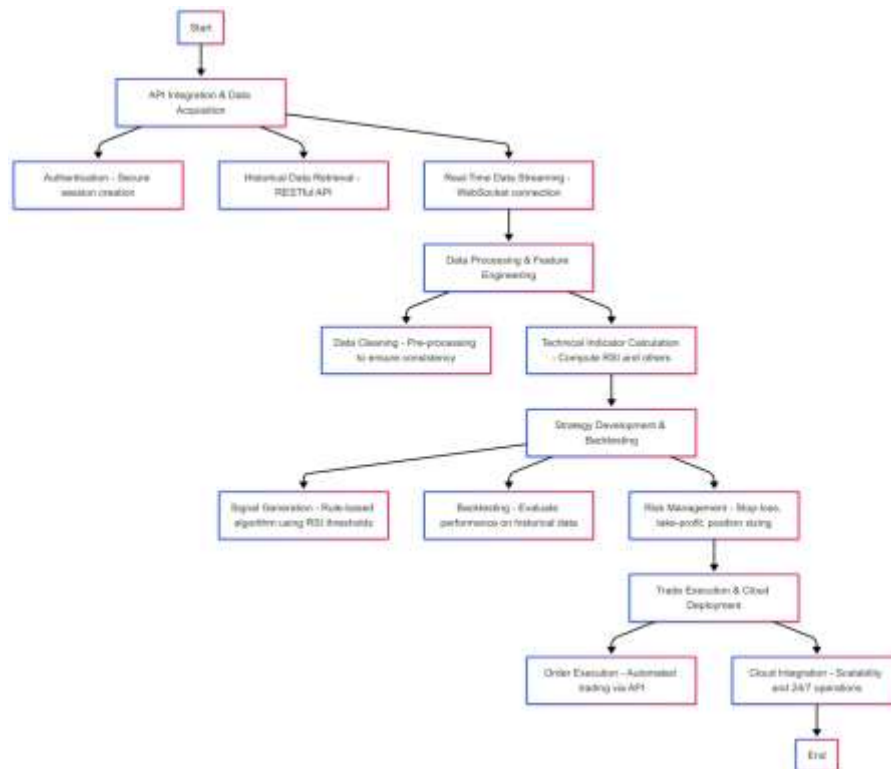 Start
API Integration & Data
Acquisition
Authentication - Secure
session creation
Historical Data Retrieval -
RESTful API
Real-Time Data Streaming -
WebSocket connection
Data Processing & Feature
Engineering
Data Cleaning - Pre-processing
to ensure consistency
Technical Indicator Calculation
- Compute RSI and others
Strategy Development &
Backtesting
Signal Generation - Rule-based
algorithm using RSI thresholds
Backtesting - Evaluate
performance on historical data
Risk Management - Stop-loss,
take-profit, position sizing
Trade Execution & Cloud
Deployment
Order Execution - Automated
trading via API
Cloud Integration - Scalability
and 24/7 operations
End